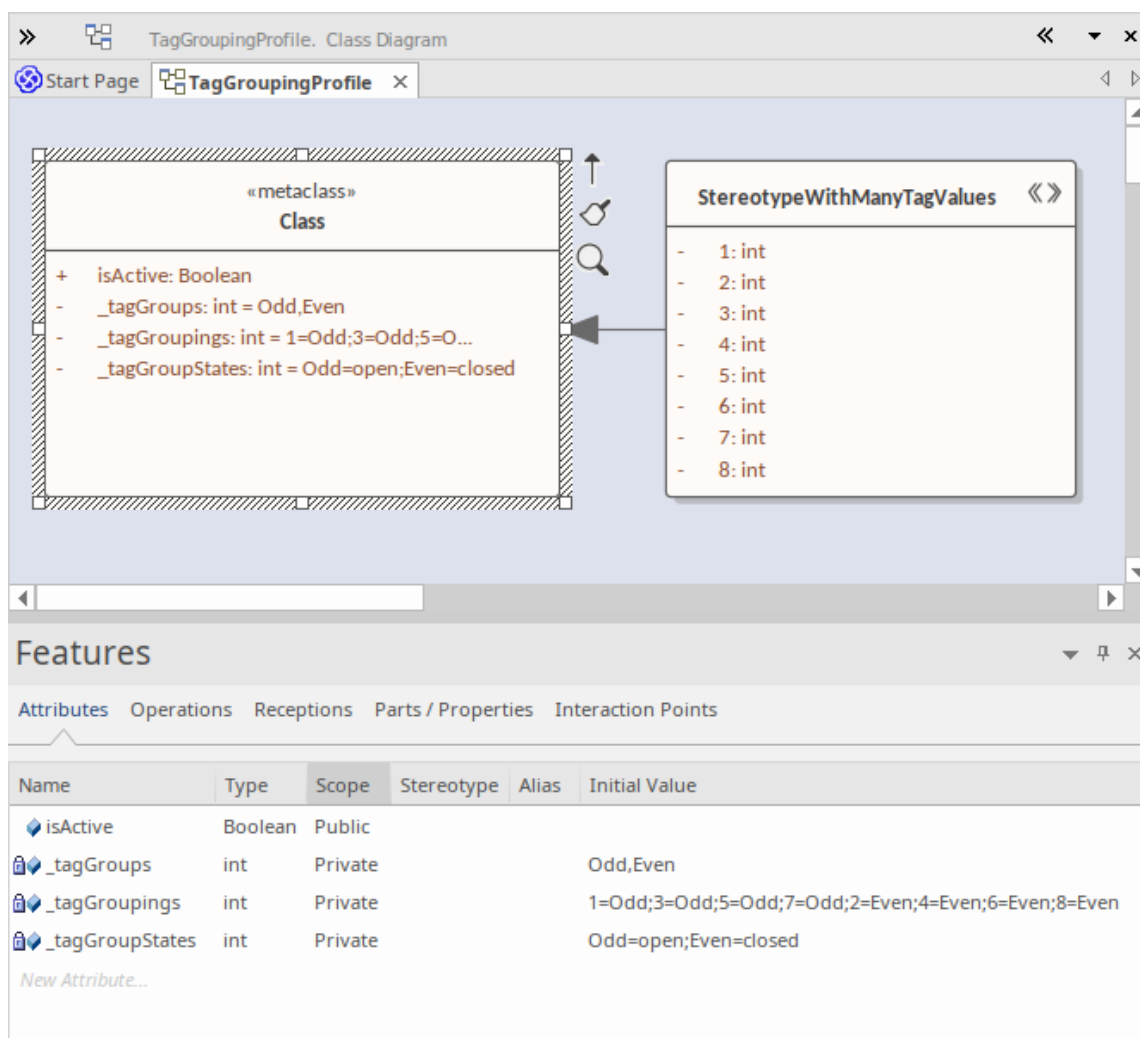 TagGroupingProfile. Class Diagram
Start Page TagGroupingProfile
«metaclass»
Class
+ isActive: Boolean
- _tagGroups: int = Odd,Even
- _tagGroupings: int = 1=Odd;3=Odd;5=O...
- _tagGroupStates: int = Odd=open;Even=closed
StereotypeWithManyTagValues «»
- 1: int
- 2: int
- 3: int
- 4: int
- 5: int
- 6: int
- 7: int
- 8: int
Features
Attributes Operations Receptions Parts / Properties Interaction Points
Name Type Scope Stereotype Alias Initial Value
isActive Boolean Public
_tagGroups int Private Odd,Even
_tagGroupings int Private 1=Odd;3=Odd;5=Odd;7=Odd;2=Even;4=Even;6=Even;8=Even
_tagGroupStates int Private Odd=open;Even=closed
New Attribute...